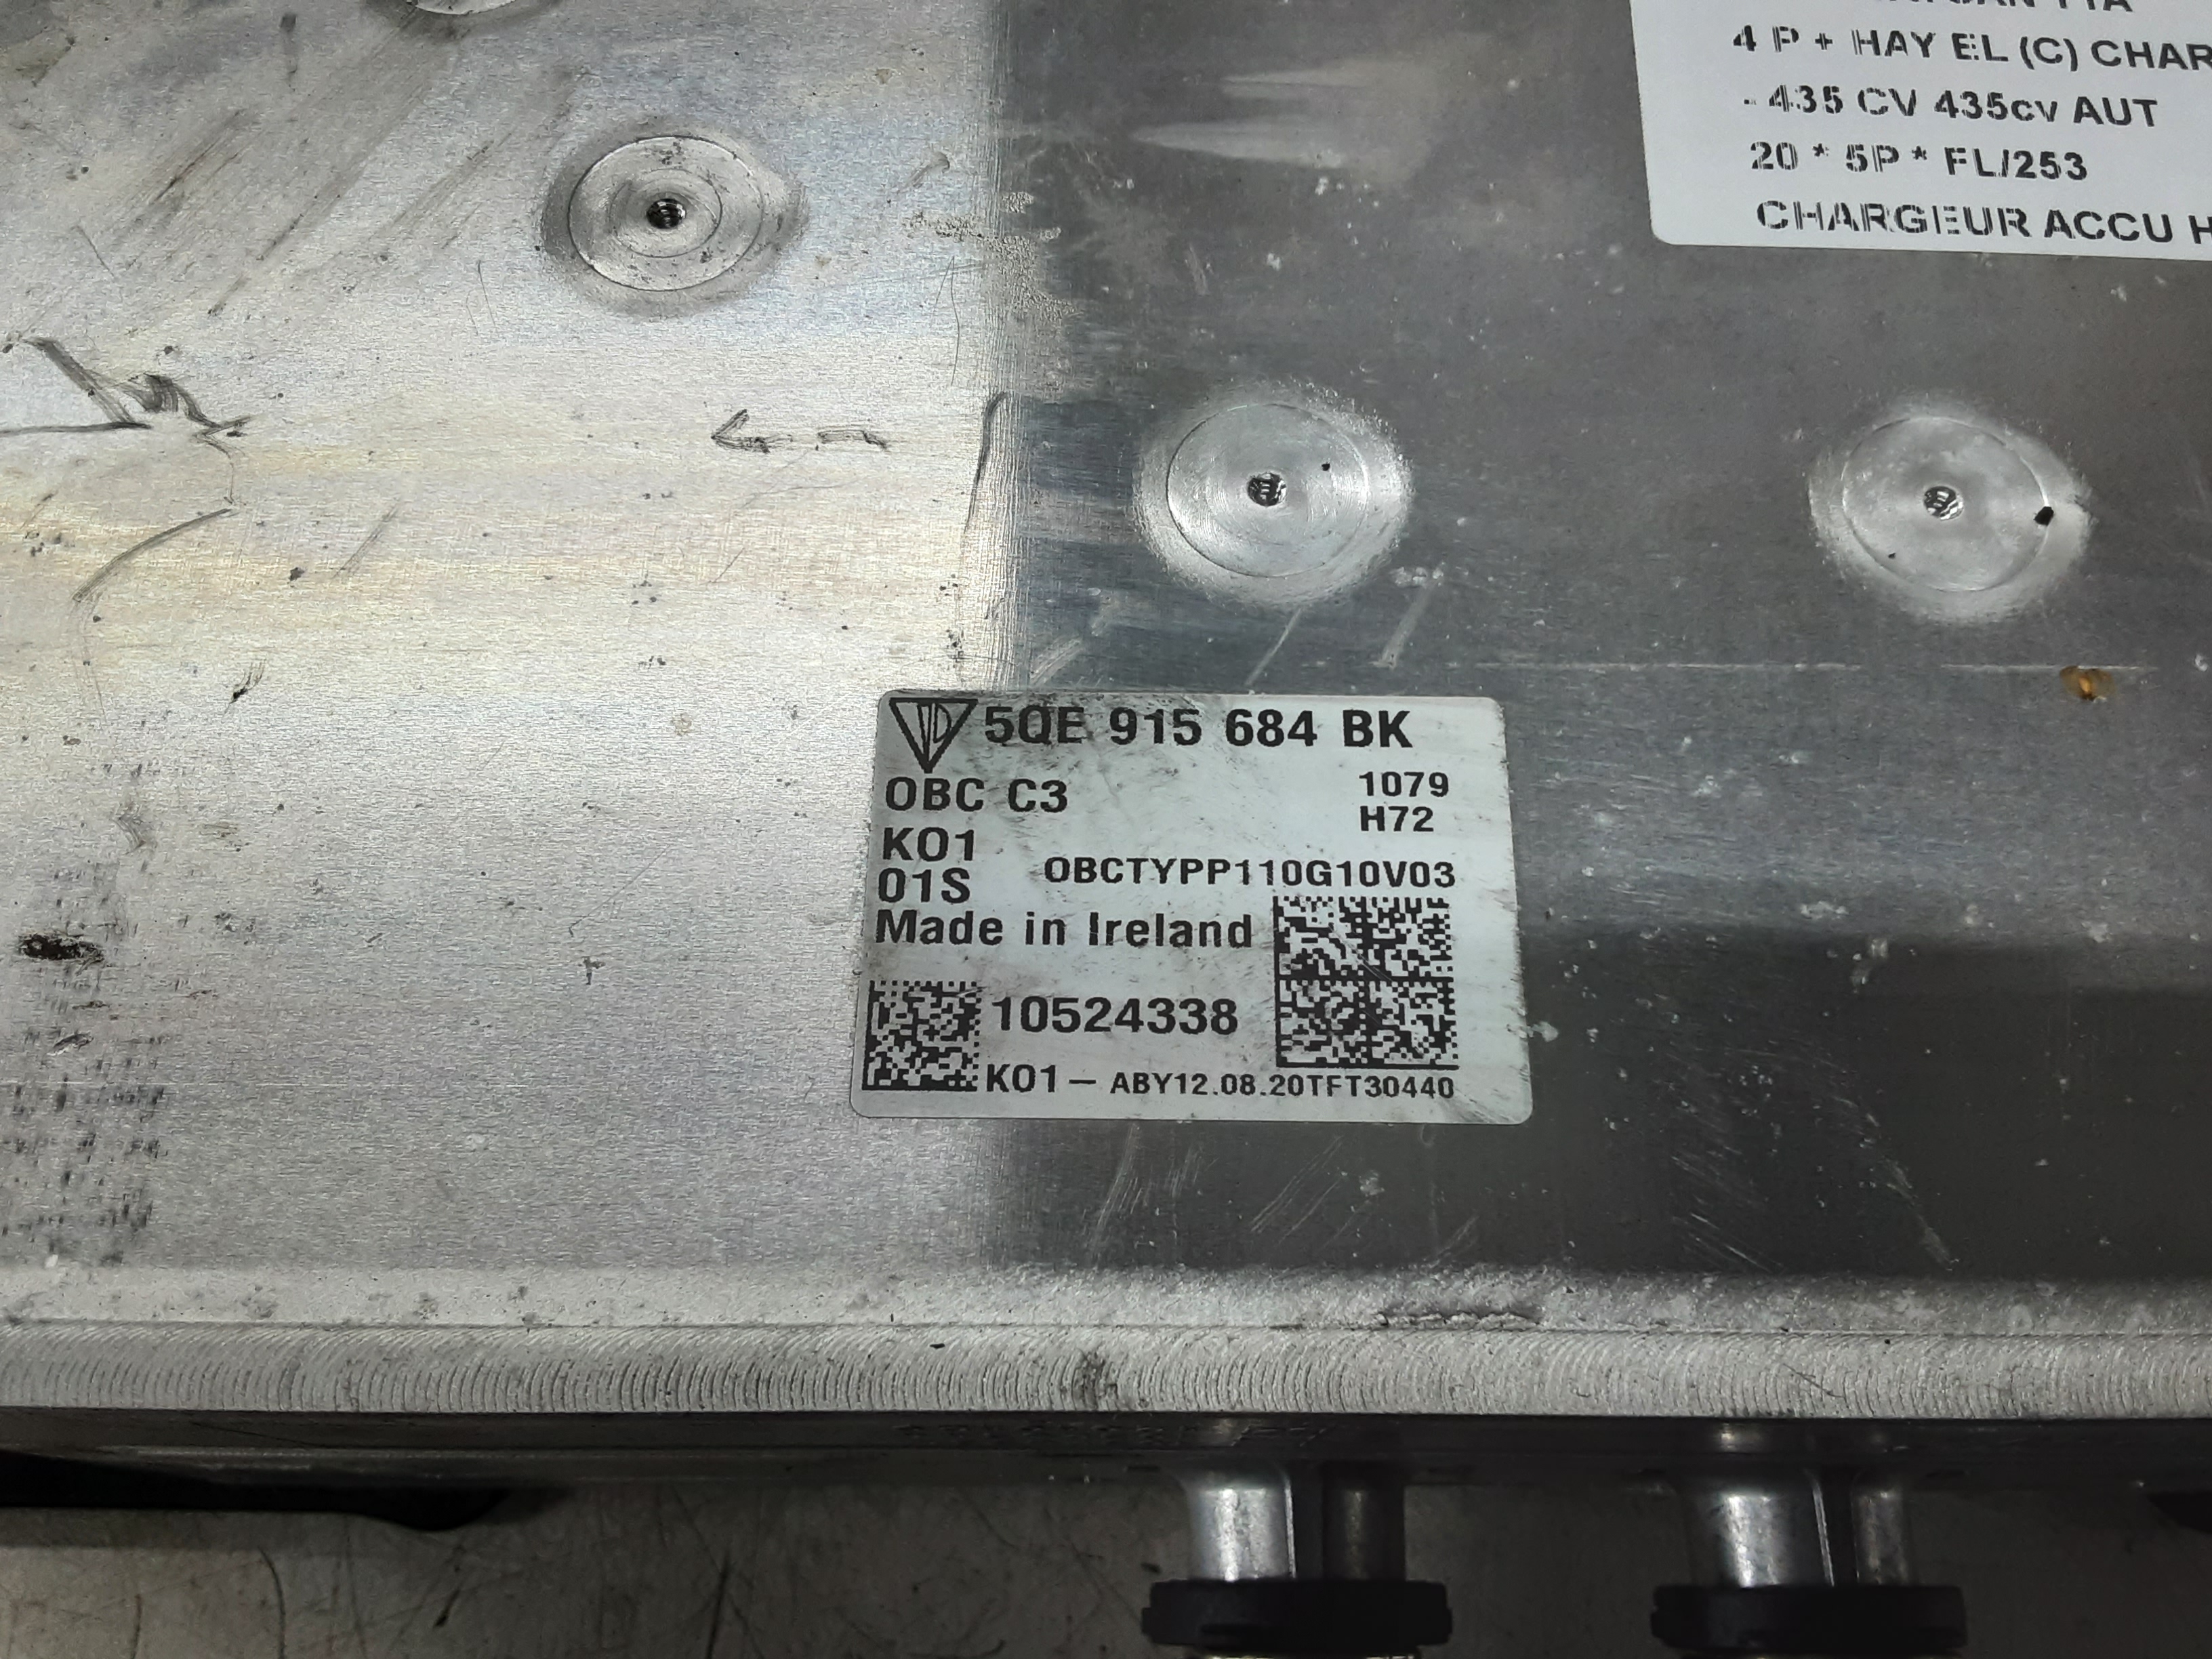 4 P + HAY EL (C) CHAR
- 435 CV 435cv AUT
20 * 5P * FL/253
CHARGEUR ACCU H
5QE 915 684 BK
OBC C3
1079
H72
K01
01S
OBCTYPP110G10V03
Made in Ireland
10524338
K01 – ABY12.08.20TFT30440